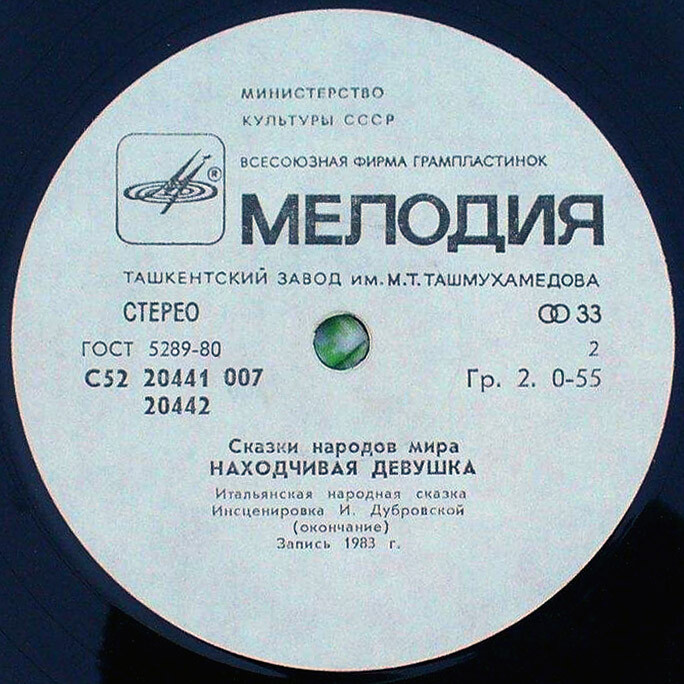 МИНИСТЕРСТВО
КУЛЬТУРЫ СССР
ВСЕСОЮЗНАЯ ФИРМА ГРАМПЛАСТИНОК
®
МЕЛОДИЯ
ТАШКЕНТСКИЙ ЗАВОД ИМ. М.Т. ТАШМУХАМЕДОВА
СТЕРЕО 33
ГОСТ 5289-80 2
С52 20441 007 Гр. 2. 0-55
20442
Сказки народов мира
НАХОДЧИВАЯ ДЕВУШКА
Итальянская народная сказка
Инсценировка И. Дубровской
(окончание)
Запись 1983 г.